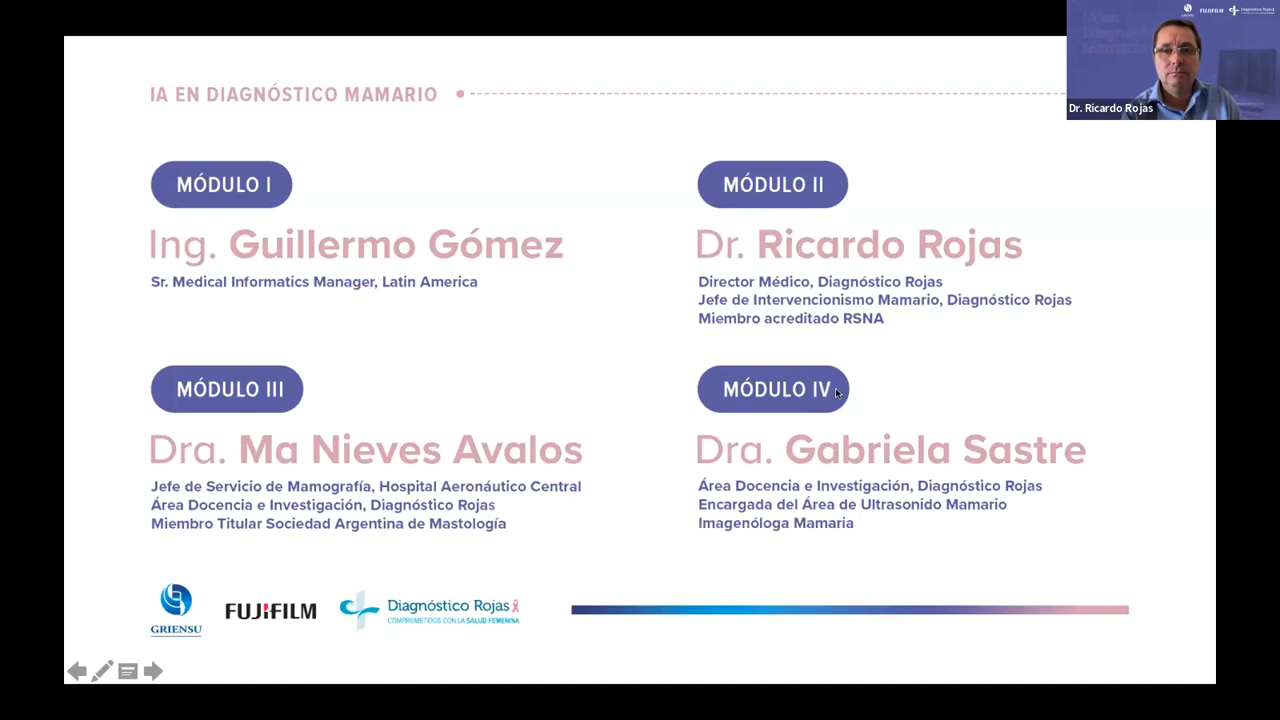 IA EN DIAGNÓSTICO MAMARIO
MÓDULO I
Ing. Guillermo Gómez
Sr. Medical Informatics Manager, Latin America
MÓDULO II
Dr. Ricardo Rojas
Director Médico, Diagnóstico Rojas
Jefe de Intervencionismo Mamario, Diagnóstico Rojas
Miembro acreditado RSNA
MÓDULO III
Dra. Ma Nieves Avalos
Jefe de Servicio de Mamografía, Hospital Aeronáutico Central
Área Docencia e Investigación, Diagnóstico Rojas
Miembro Titular Sociedad Argentina de Mastología
MÓDULO IV
Dra. Gabriela Sastre
Área Docencia e Investigación, Diagnóstico Rojas
Encargada del Área de Ultrasonido Mamario
Imagenóloga Mamaria
GRIENSU
FUJIFILM
Diagnóstico Rojas
COMPROMETIDOS CON LA SALUD FEMENINA
FUJIFILM
Diagnóstico Rojas
Dr. Ricardo Rojas